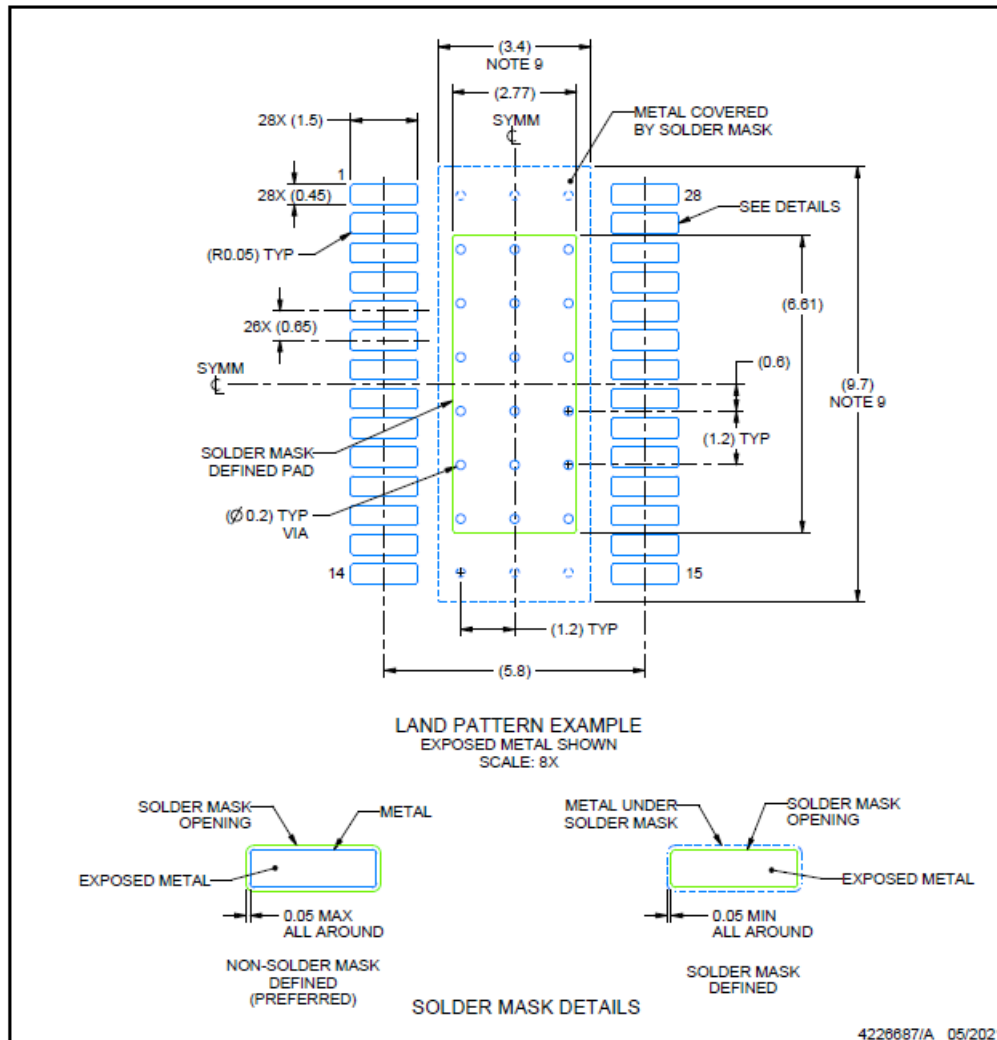 (3.4)
NOTE 9
(2.77)
SYMM
℄
METAL COVERED
BY SOLDER MASK
28X (1.5)
1
28X (0.45)
28
SEE DETAILS
(R0.05) TYP
26X (0.65)
(6.61)
SYMM
℄
(0.6)
(9.7)
NOTE 9
(1.2) TYP
SOLDER MASK
DEFINED PAD
(Ø 0.2) TYP
VIA
14
15
(1.2) TYP
(5.8)
LAND PATTERN EXAMPLE
EXPOSED METAL SHOWN
SCALE: 8X
SOLDER MASK
OPENING
METAL
EXPOSED METAL
0.05 MAX
ALL AROUND
NON-SOLDER MASK
DEFINED
(PREFERRED)
METAL UNDER
SOLDER MASK
SOLDER MASK
OPENING
EXPOSED METAL
0.05 MIN
ALL AROUND
SOLDER MASK
DEFINED
SOLDER MASK DETAILS
4226687/A 05/202